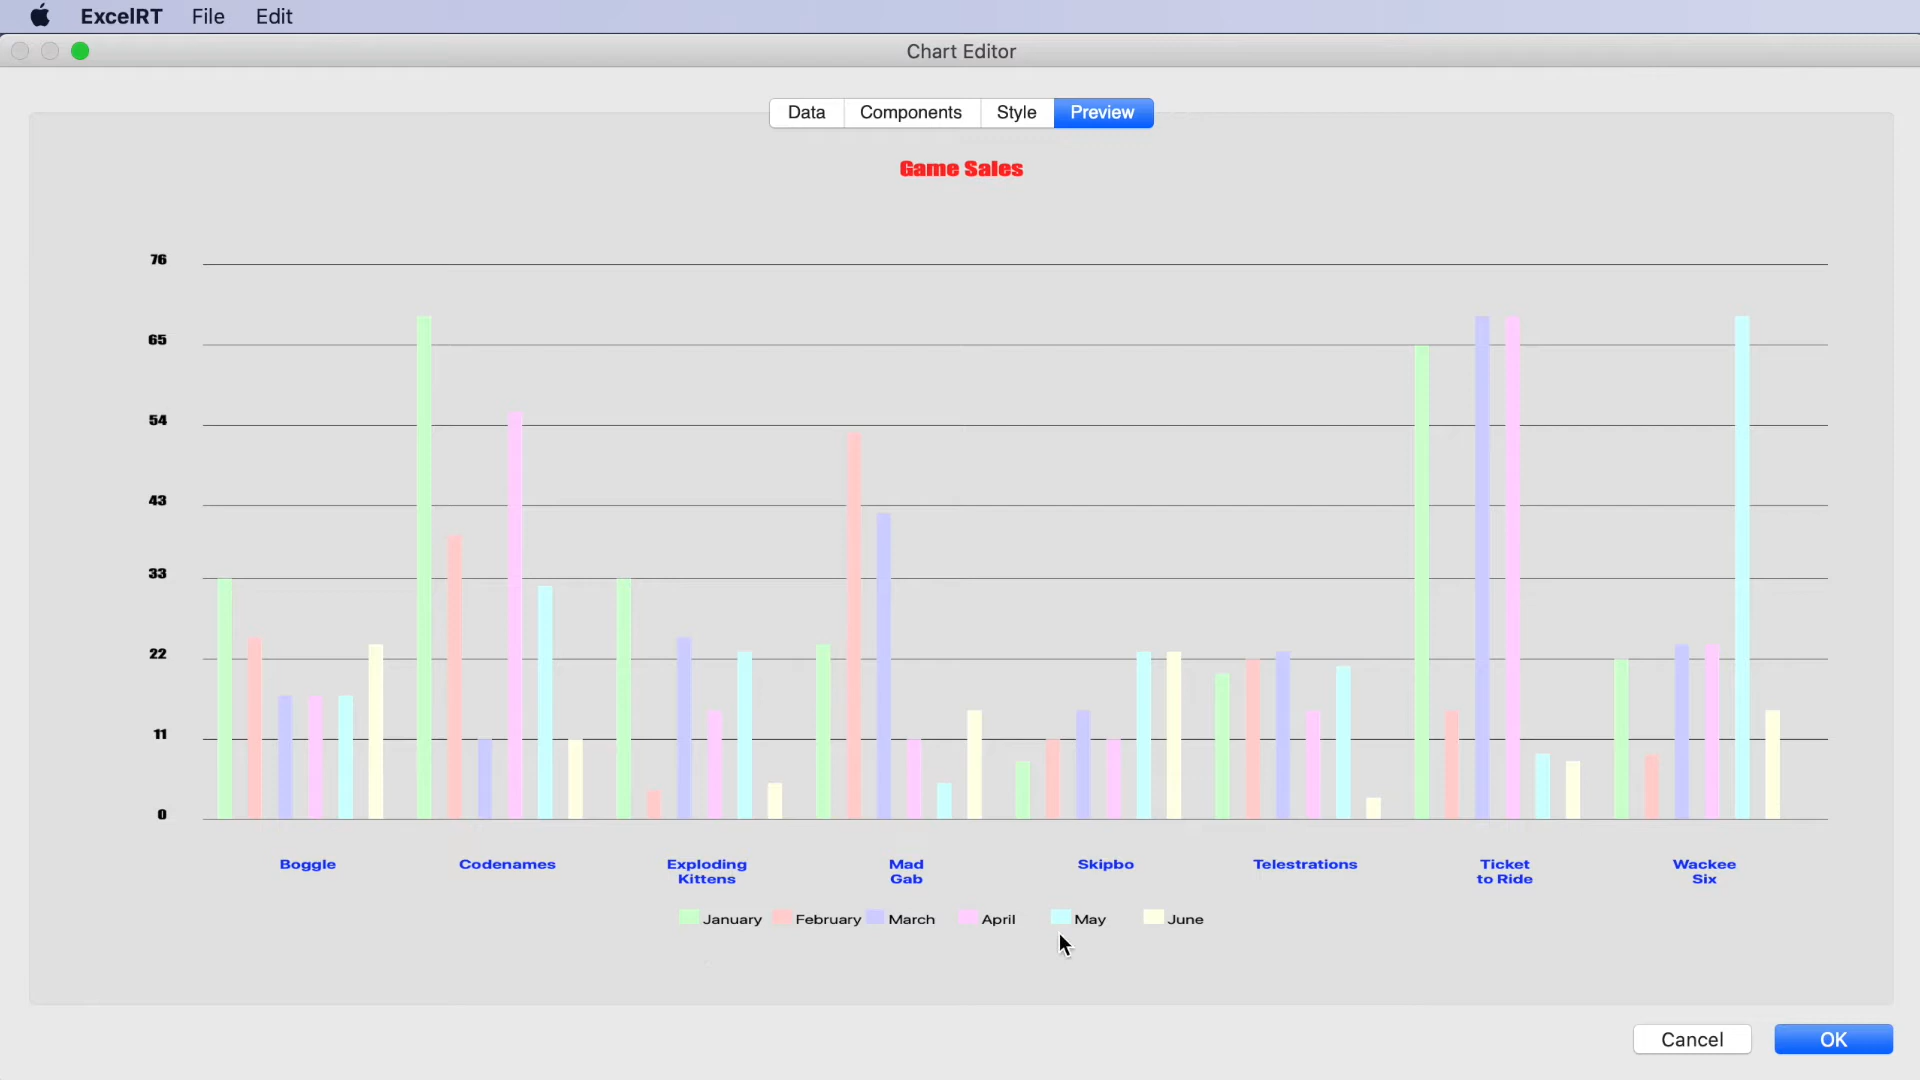 ExcelRT File Edit
Chart Editor
Data Components Style Preview
Game Sales
76
65
54
43
33
22
11
0
Boggle Codenames Exploding Kittens Mad Gab Skipbo Telestrations Ticket to Ride Wackee Six
January February March April May June
Cancel OK